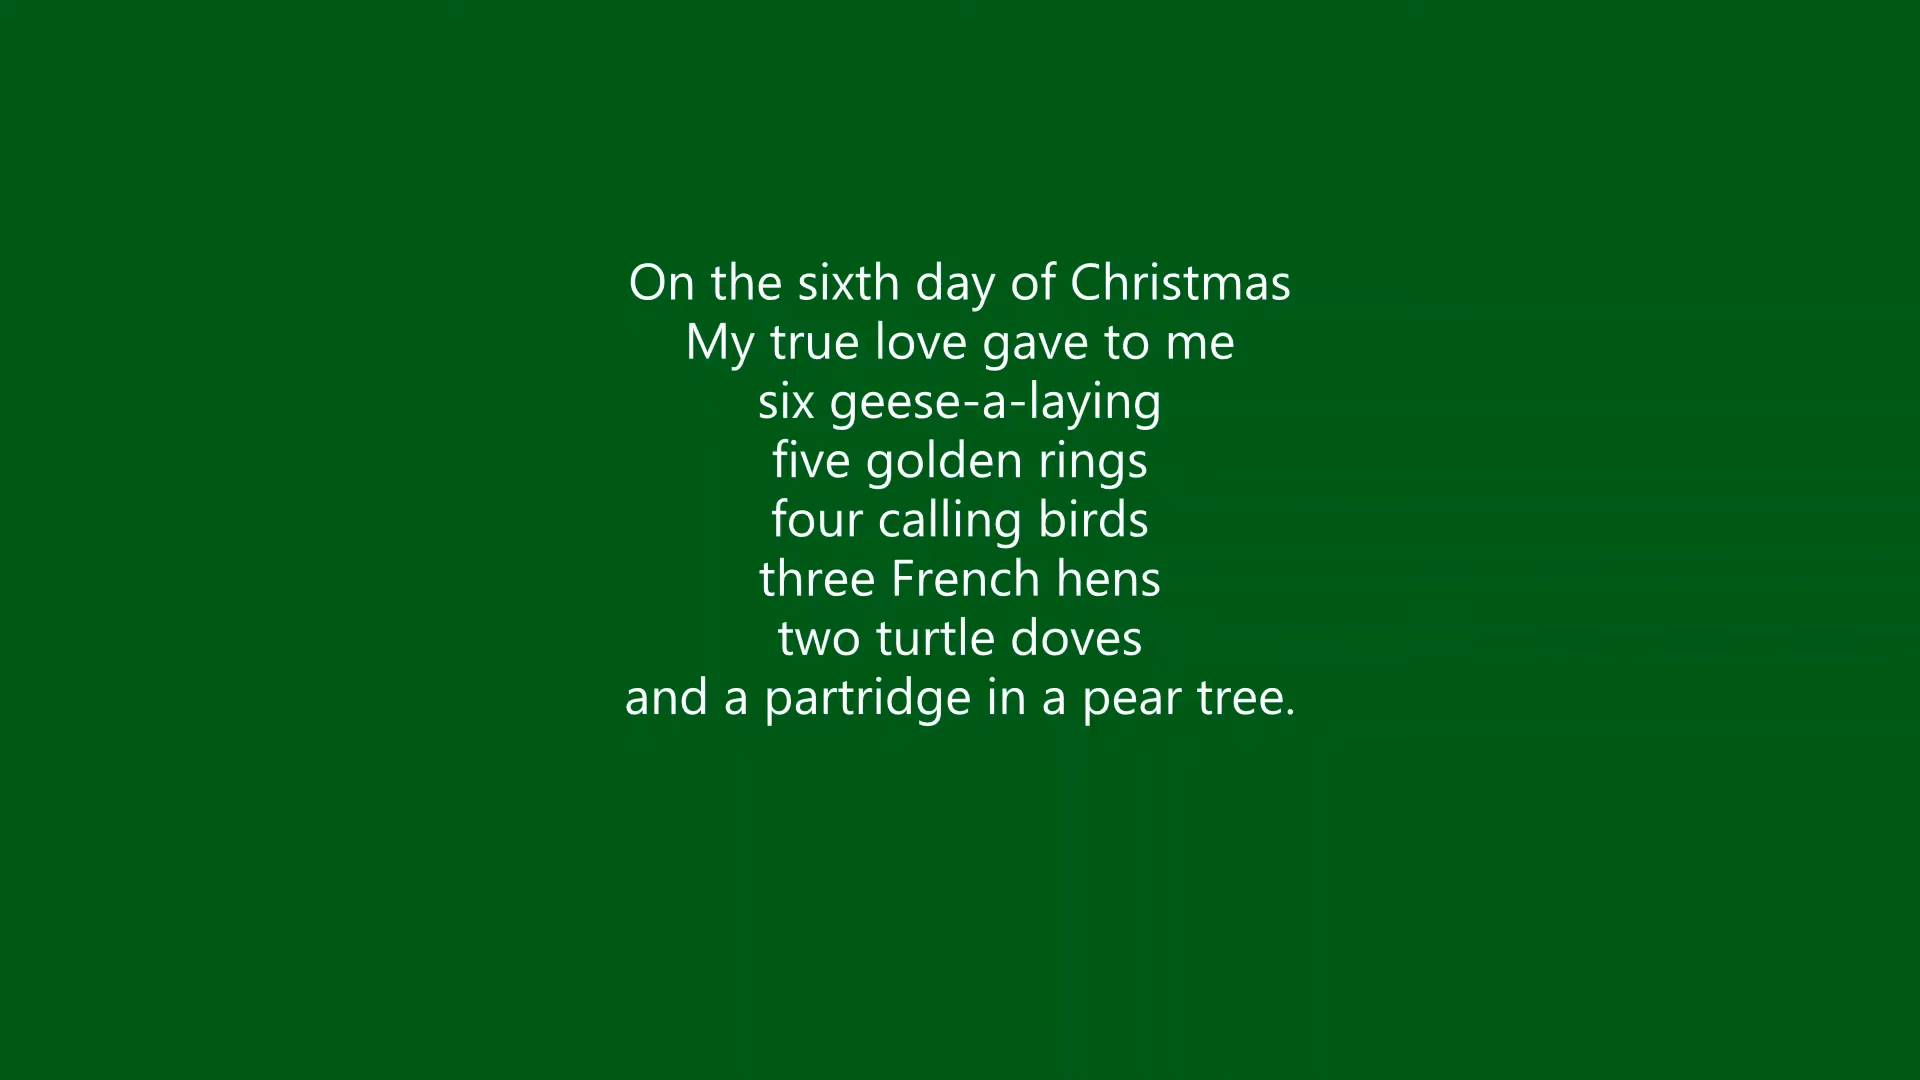 On the sixth day of Christmas
My true love gave to me
six geese-a-laying
five golden rings
four calling birds
three French hens
two turtle doves
and a partridge in a pear tree.